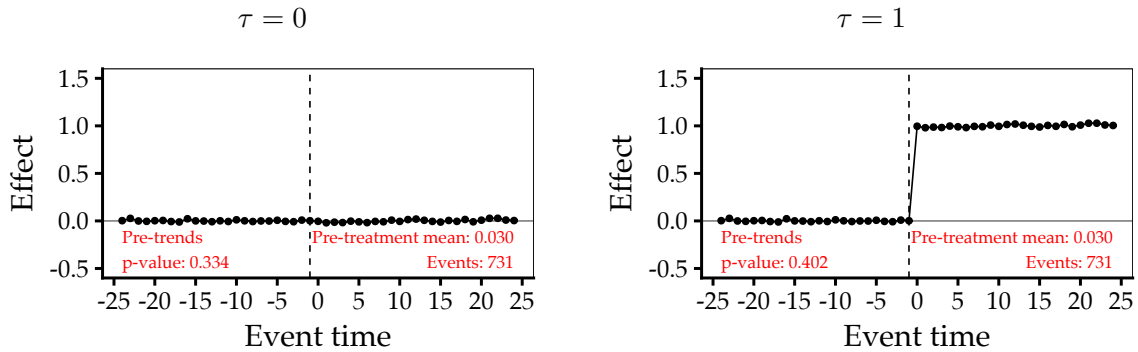 τ = 0
1.5
1.0
0.5
0.0
-0.5
Effect
Pre-trends
p-value: 0.334
Pre-treatment mean: 0.030
Events: 731
-25 -20 -15 -10 -5 0 5 10 15 20 25
Event time
τ = 1
1.5
1.0
0.5
0.0
-0.5
Effect
Pre-trends
p-value: 0.402
Pre-treatment mean: 0.030
Events: 731
-25 -20 -15 -10 -5 0 5 10 15 20 25
Event time